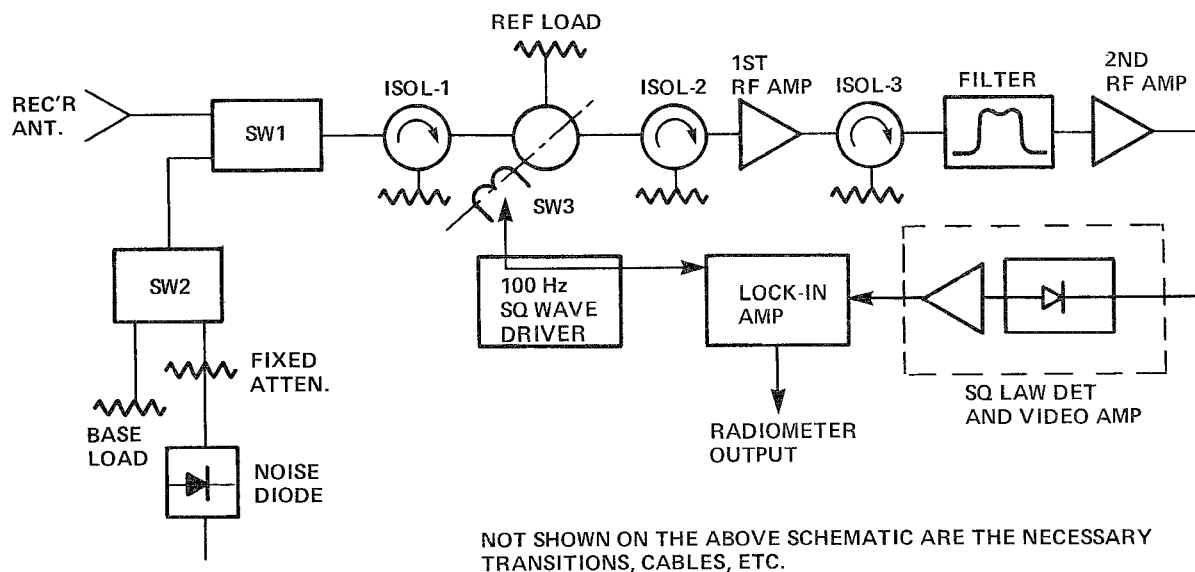 REF LOAD
REC'R
ANT.
SW1
ISOL-1
SW3
ISOL-2
1ST
RF AMP
ISOL-3
FILTER
2ND
RF AMP
SW2
100 Hz
SQ WAVE
DRIVER
LOCK-IN
AMP
FIXED
ATTEN.
BASE
LOAD
NOISE
DIODE
RADIOMETER
OUTPUT
SQ LAW DET
AND VIDEO AMP
NOT SHOWN ON THE ABOVE SCHEMATIC ARE THE NECESSARY
TRANSITIONS, CABLES, ETC.